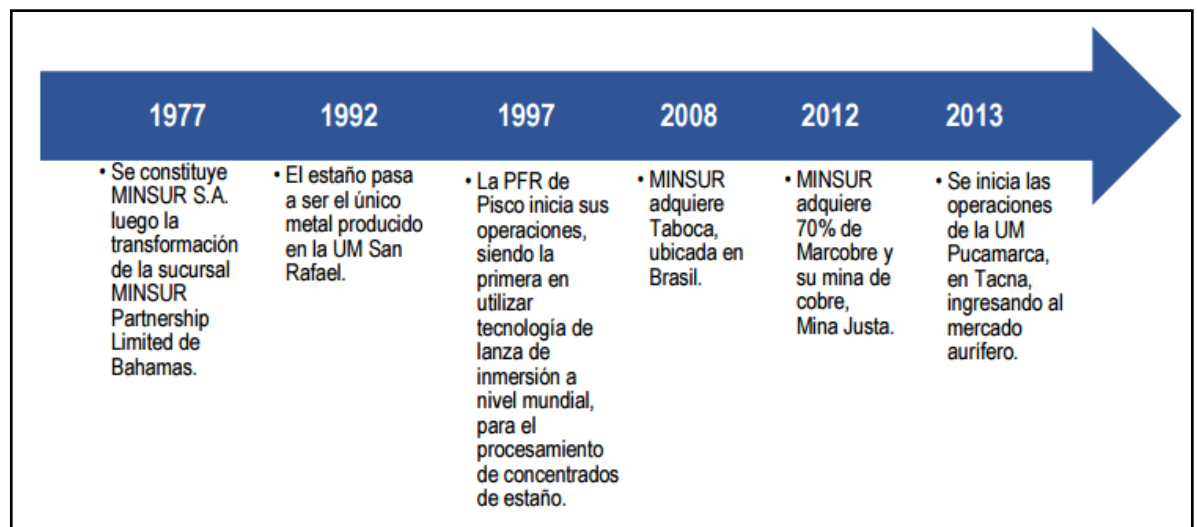 1977
• Se constituye
MINSUR S.A.
luego la
transformación
de la sucursal
MINSUR
Partnership
Limited de
Bahamas.
1992
• El estaño pasa
a ser el único
metal producido
en la UM San
Rafael.
1997
• La PFR de
Pisco inicia sus
operaciones,
siendo la
primera en
utilizar
tecnología de
lanza de
inmersión a
nivel mundial,
para el
procesamiento
de concentrados
de estaño.
2008
• MINSUR
adquiere
Taboca,
ubicada en
Brasil.
2012
• MINSUR
adquiere
70% de
Marcobre y
su mina de
cobre,
Mina Justa.
2013
• Se inicia las
operaciones
de la UM
Pucamarca,
en Tacna,
ingresando al
mercado
aurífero.